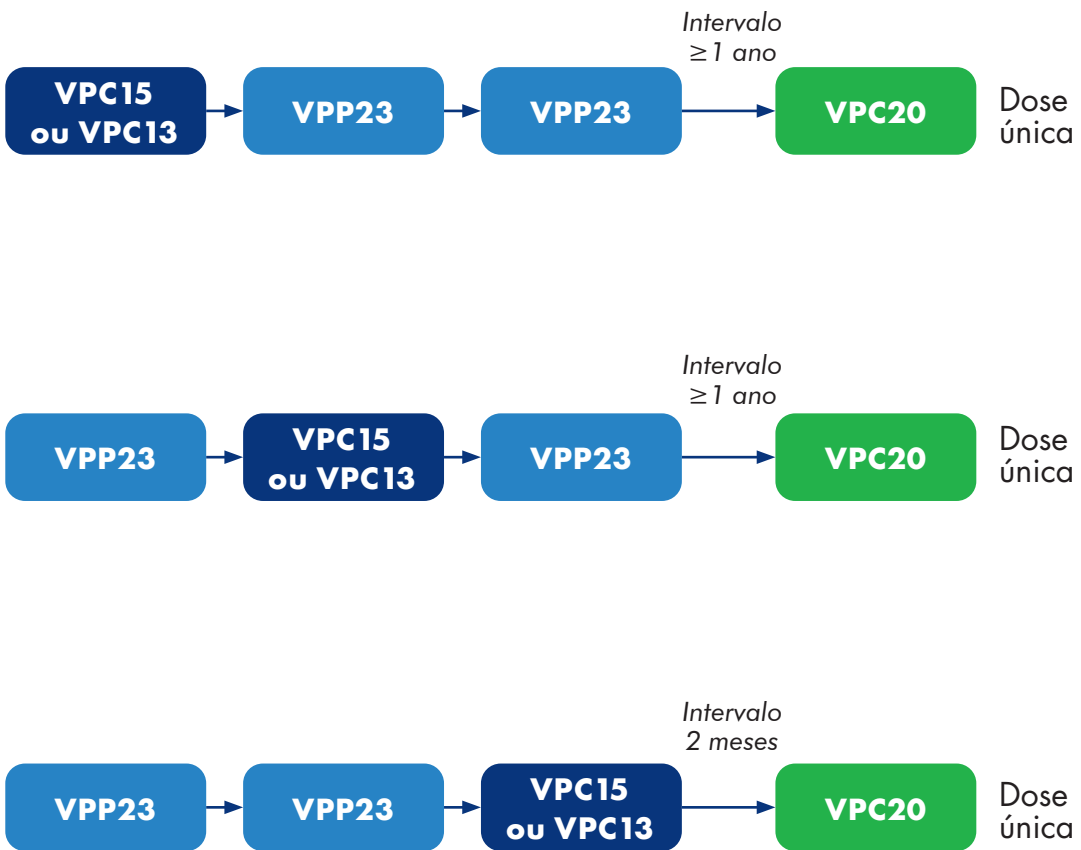 Intervalo
≥1 ano
VPC15
ou VPC13
VPP23
VPP23
VPC20
Dose
única
Intervalo
≥1 ano
VPP23
VPC15
ou VPC13
VPP23
VPC20
Dose
única
Intervalo
2 meses
VPP23
VPP23
VPC15
ou VPC13
VPC20
Dose
única